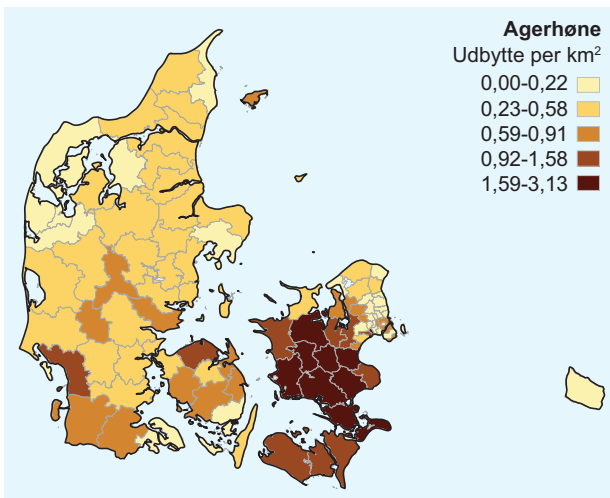 Agerhøne
Udbytte per km²
0,00-0,22
0,23-0,58
0,59-0,91
0,92-1,58
1,59-3,13